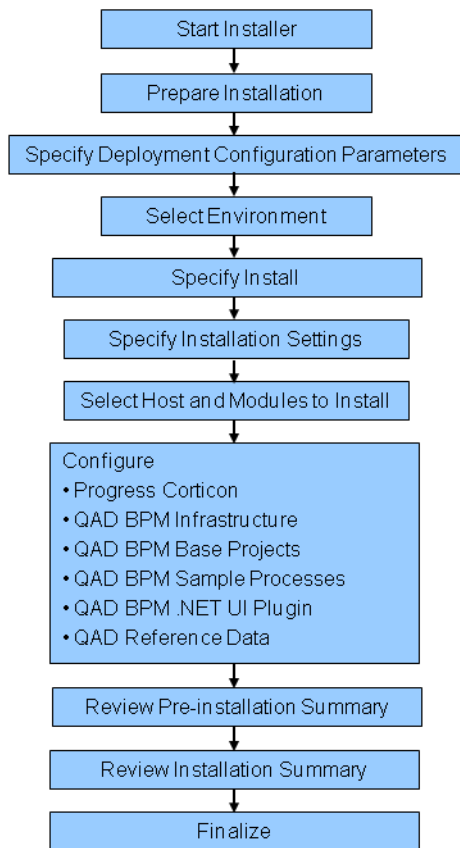 Start Installer
Prepare Installation
Specify Deployment Configuration Parameters
Select Environment
Specify Install
Specify Installation Settings
Select Host and Modules to Install
Configure
• Progress Corticon
• QAD BPM Infrastructure
• QAD BPM Base Projects
• QAD BPM Sample Processes
• QAD BPM .NET UI Plugin
• QAD Reference Data
Review Pre-installation Summary
Review Installation Summary
Finalize